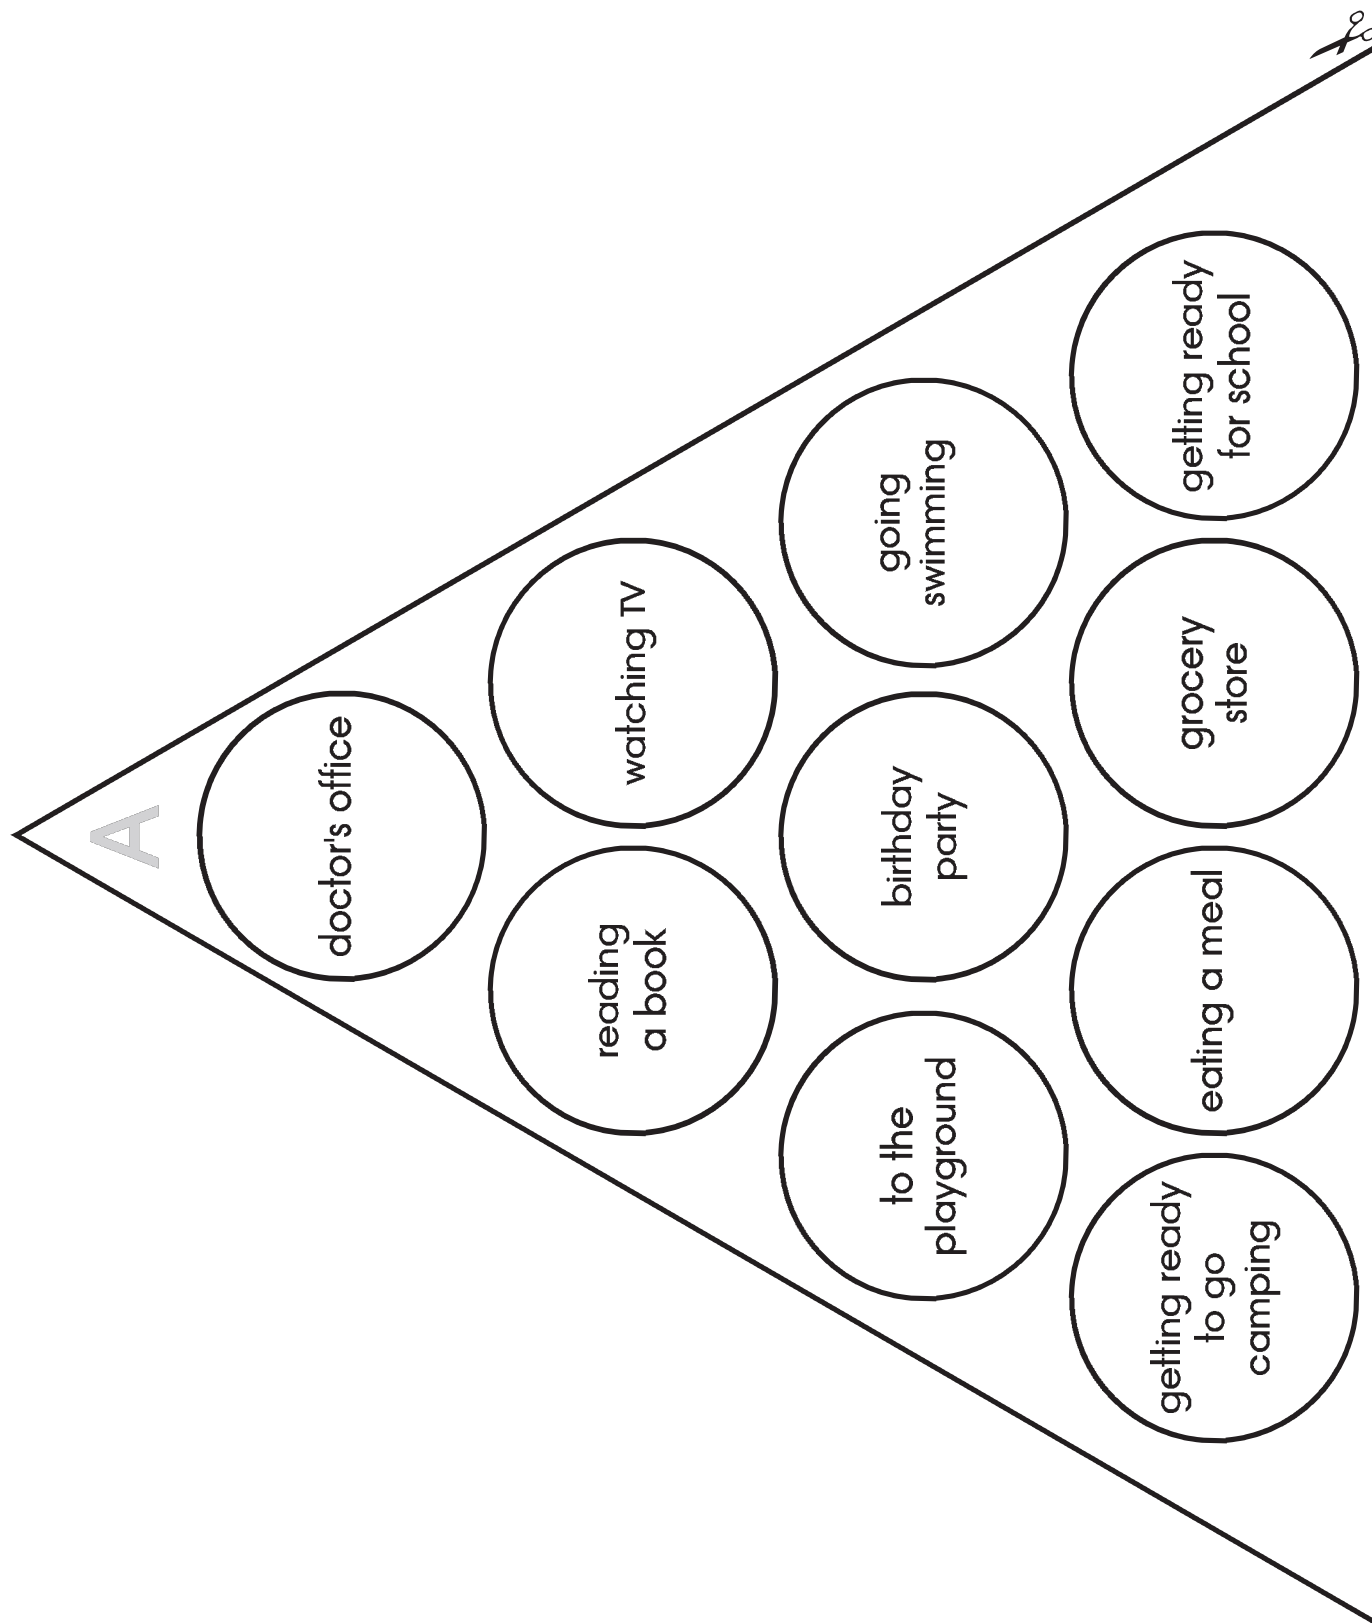 A
doctor's office
reading
a book
watching TV
to the
playground
birthday
party
going
swimming
getting ready
to go
camping
eating a meal
grocery
store
getting ready
for school